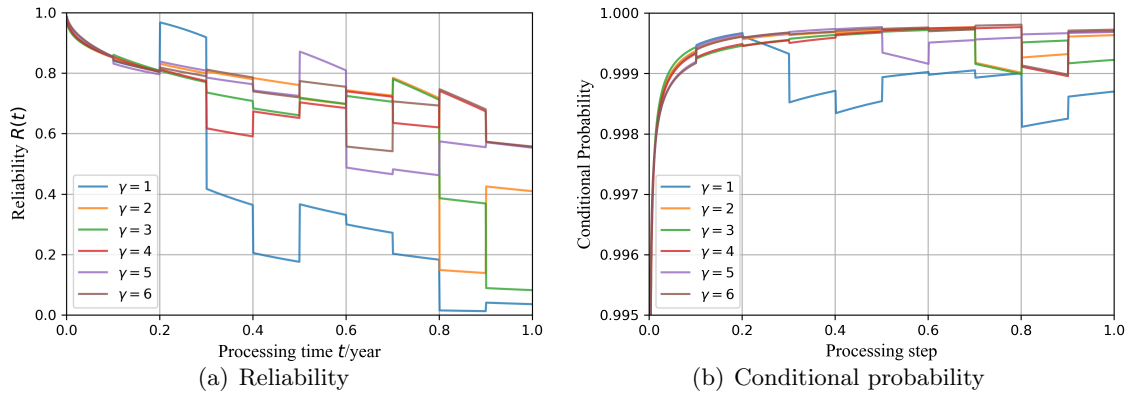 1.0
0.8
0.6
0.4
0.2
0.0
Reliability R(t)
γ = 1
γ = 2
γ = 3
γ = 4
γ = 5
γ = 6
0.0 0.2 0.4 0.6 0.8 1.0
Processing time t/year
(a) Reliability
1.000
0.999
0.998
0.997
0.996
0.995
Conditional Probability
γ = 1
γ = 2
γ = 3
γ = 4
γ = 5
γ = 6
0.0 0.2 0.4 0.6 0.8 1.0
Processing step
(b) Conditional probability